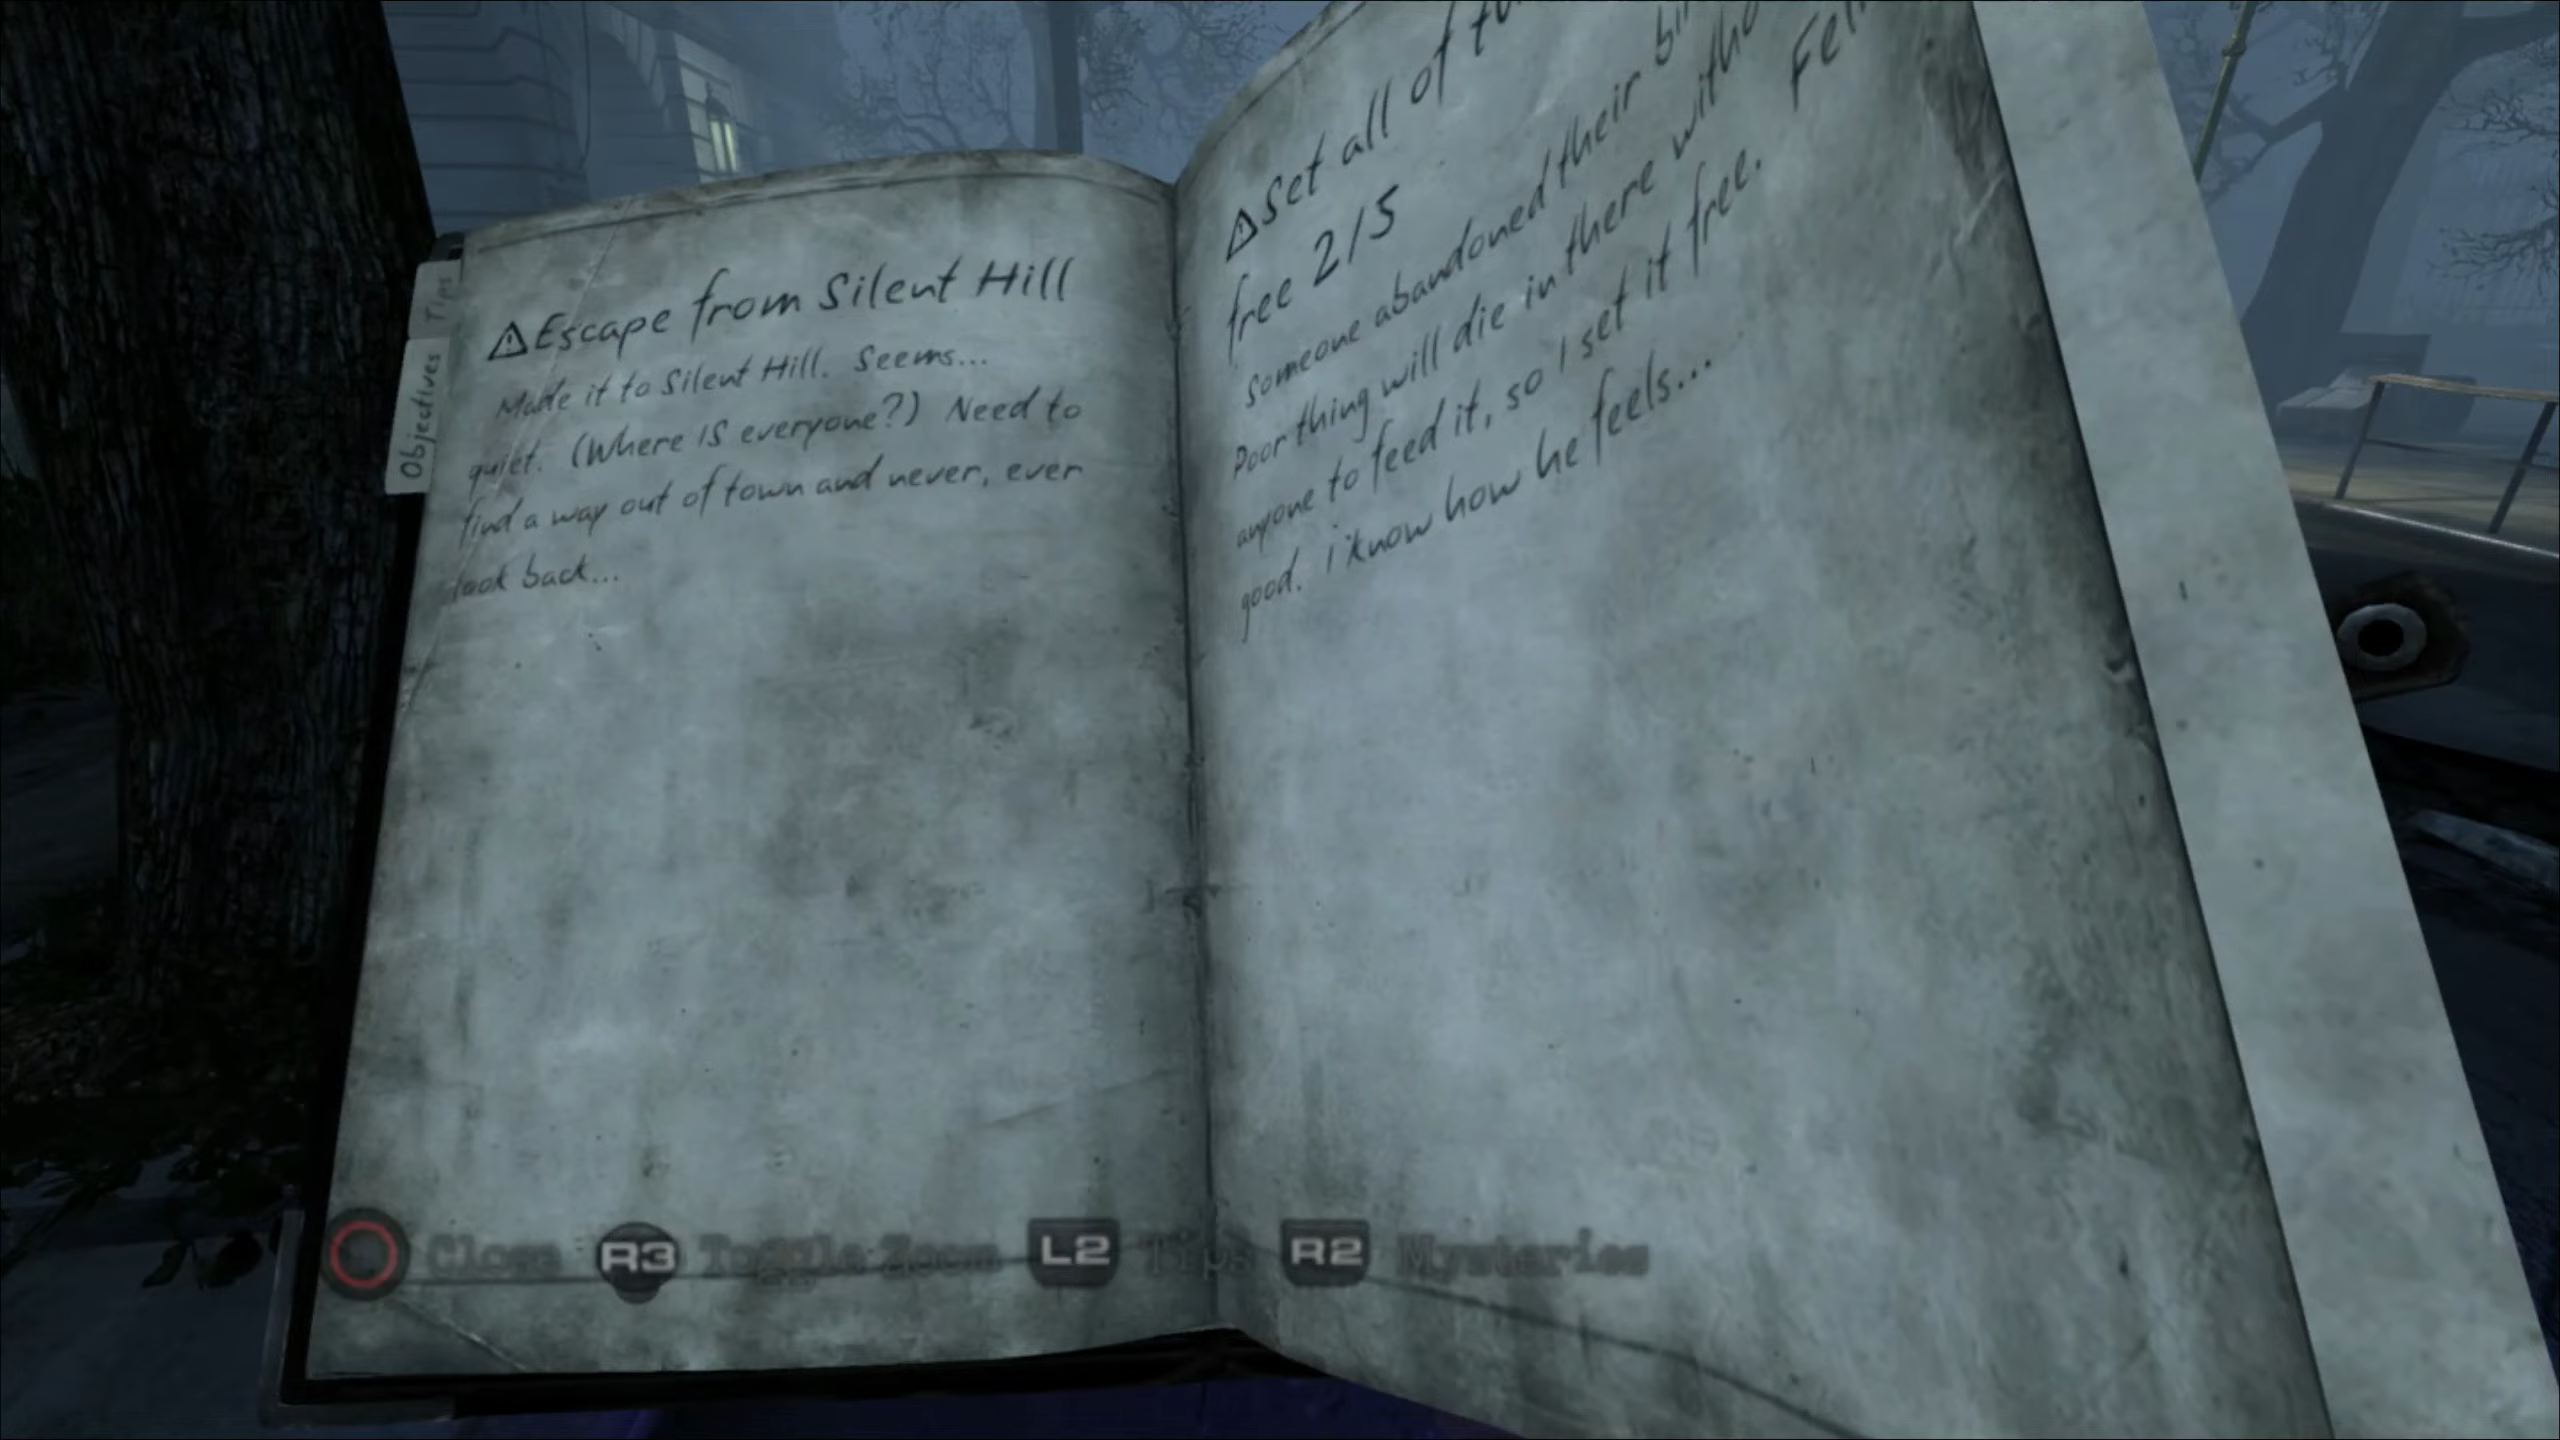 Tips
Objectives
⚠Escape from Silent Hill
Made it to Silent Hill. Seems...
quiet. (Where IS everyone?) Need to
find a way out of town and never, ever
look back...
⚠Set all of
free 2/5
Someone abandoned their
Poor thing will die in there
anyone to feed it, so I set it free.
good. I know how he feels...
Close R3 Toggle Zoom L2 Tips R2 Mysteries